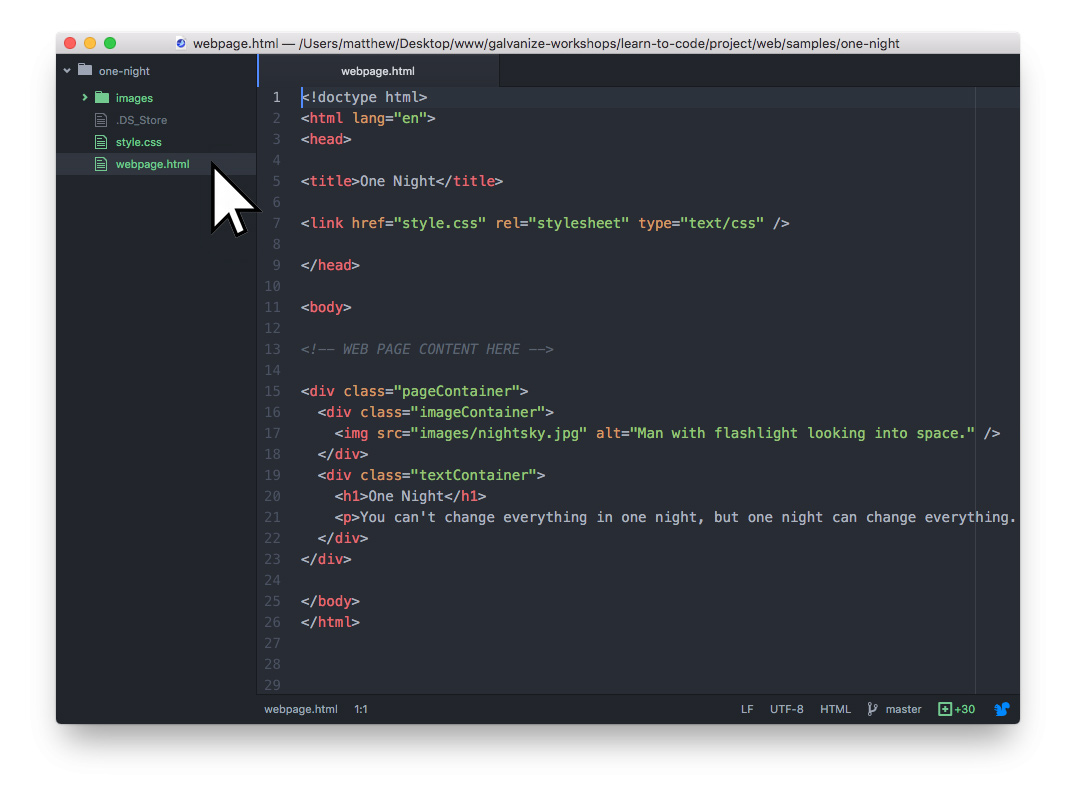 webpage.html — /Users/matthew/Desktop/www/galvanize-workshops/learn-to-code/project/web/samples/one-night
one-night
images
.DS_Store
style.css
webpage.html
webpage.html
1 <!doctype html>
2 <html lang="en">
3 <head>
4
5 <title>One Night</title>
6
7 <link href="style.css" rel="stylesheet" type="text/css" />
8
9 </head>
10
11 <body>
12
13 <!-- WEB PAGE CONTENT HERE -->
14
15 <div class="pageContainer">
16 <div class="imageContainer">
17 <img src="images/nightsky.jpg" alt="Man with flashlight looking into space." />
18 </div>
19 <div class="textContainer">
20 <h1>One Night</h1>
21 <p>You can't change everything in one night, but one night can change everything.
22 </div>
23 </div>
24
25 </body>
26 </html>
27
28
29
webpage.html 1:1 LF UTF-8 HTML master +30